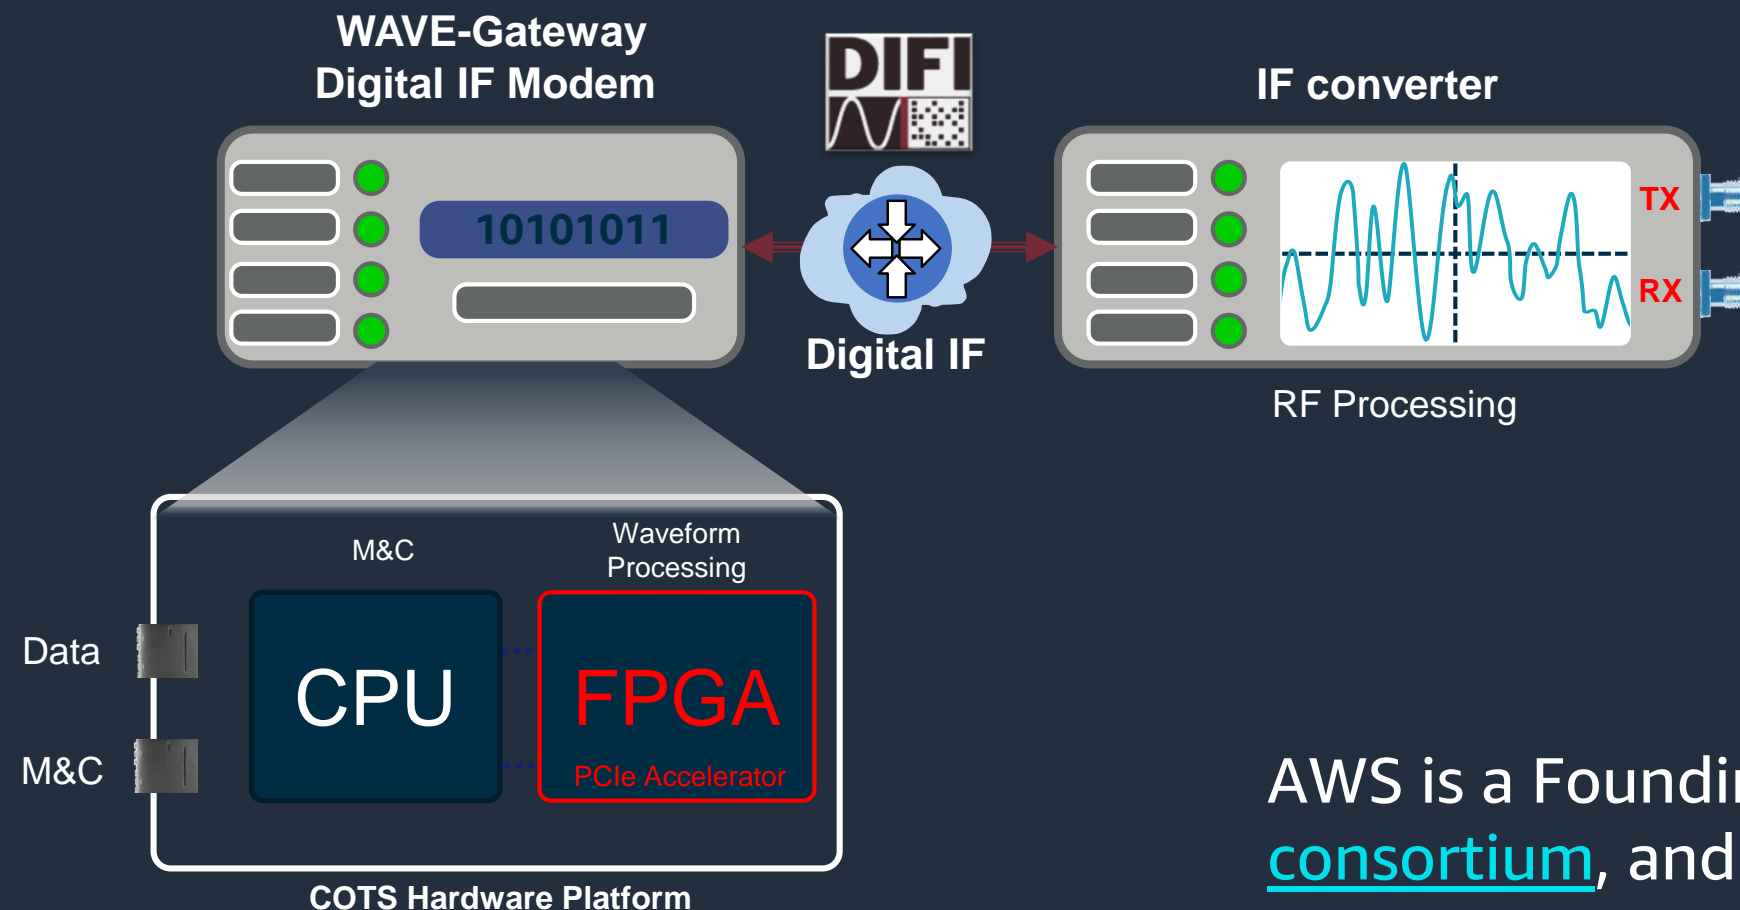 WAVE-Gateway
Digital IF Modem
DIFI
IF converter
10101011
TX
RX
Digital IF
RF Processing
M&C
Waveform
Processing
Data
CPU
FPGA
M&C
PCIe Accelerator
COTS Hardware Platform
AWS is a Foundin
consortium, and